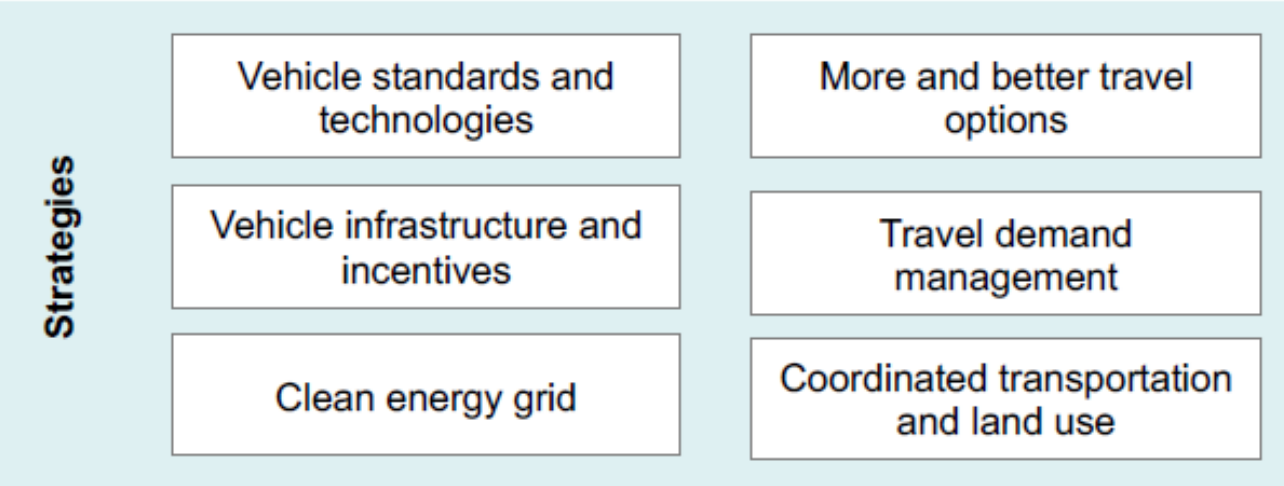 Strategies
Vehicle standards and
technologies
Vehicle infrastructure and
incentives
Clean energy grid
More and better travel
options
Travel demand
management
Coordinated transportation
and land use